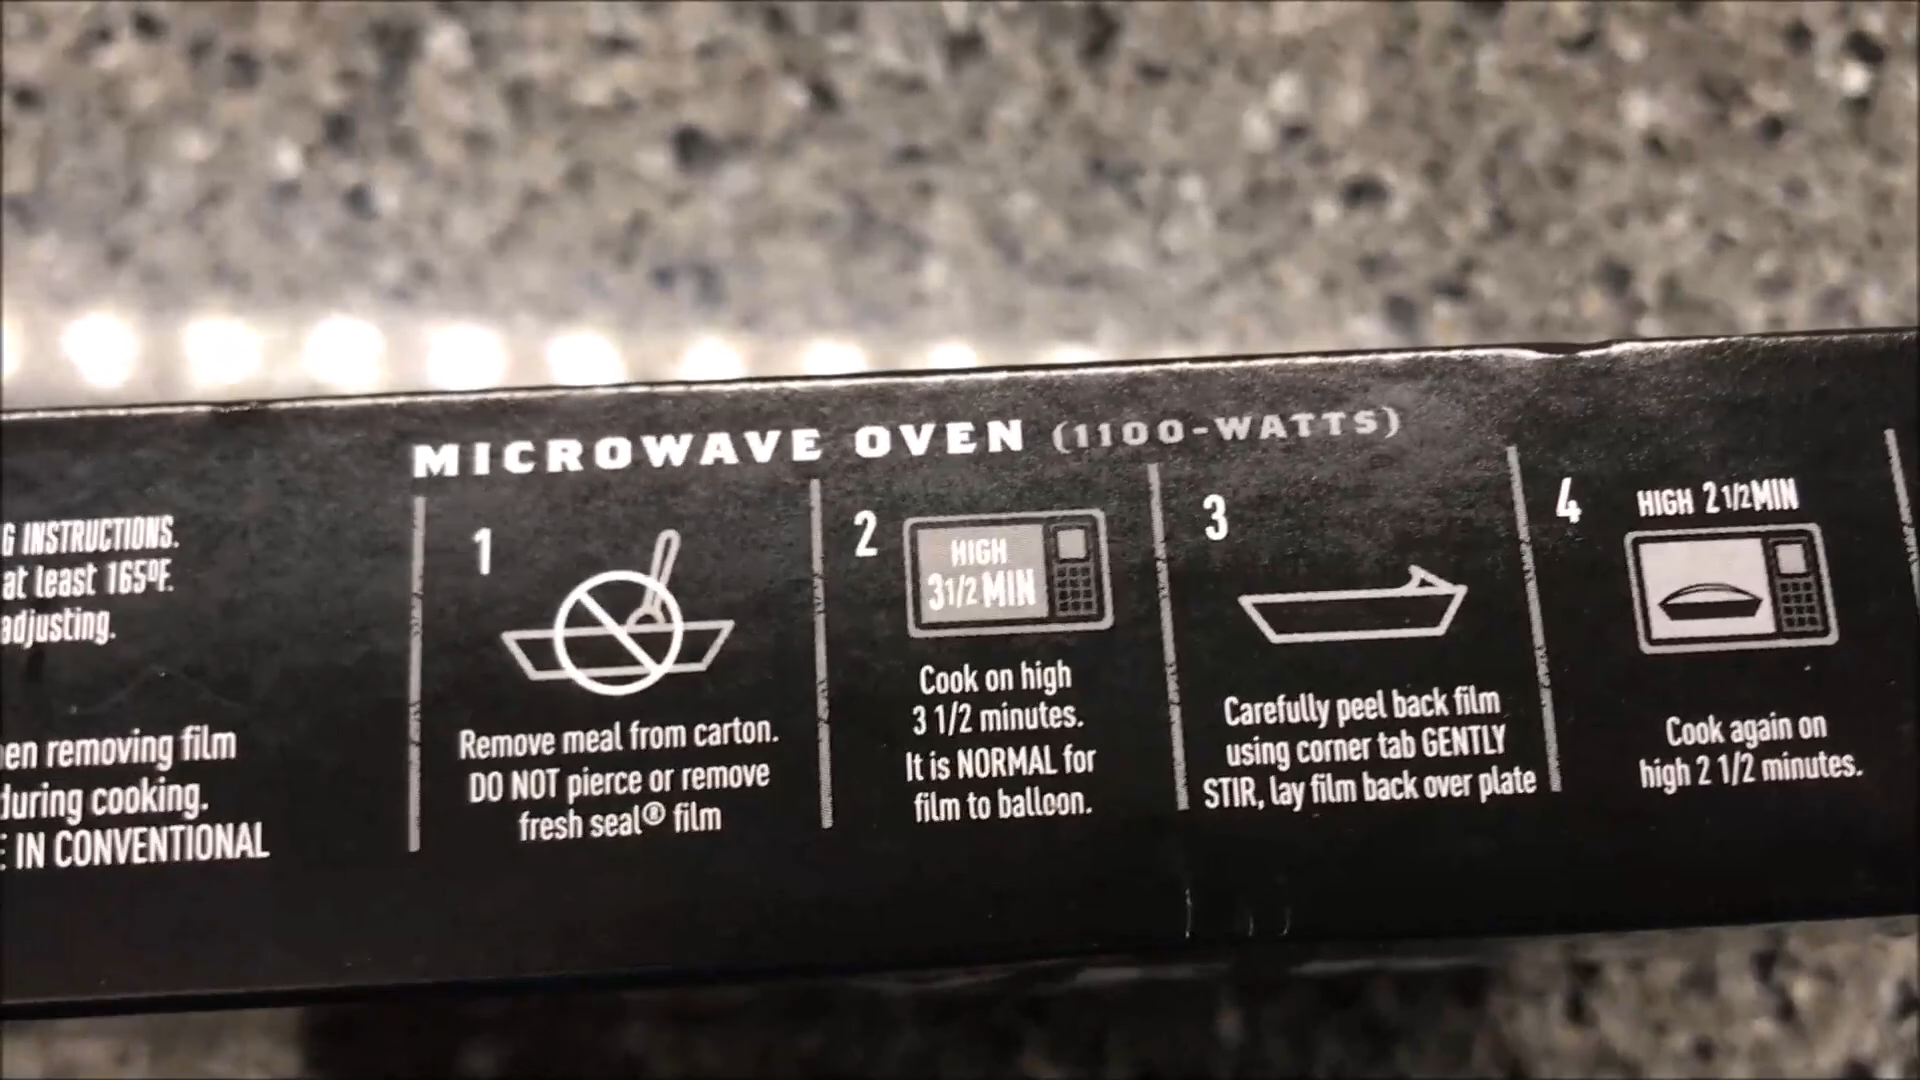 G INSTRUCTIONS.
at least 165ºF.
adjusting.
removing film
during cooking.
IN CONVENTIONAL
MICROWAVE OVEN (1100-WATTS)
1
Remove meal from carton.
DO NOT pierce or remove
fresh seal® film
2
HIGH
3 1/2 MIN
Cook on high
3 1/2 minutes.
It is NORMAL for
film to balloon.
3
Carefully peel back film
using corner tab GENTLY
STIR, lay film back over plate
4
HIGH 2 1/2 MIN
Cook again on
high 2 1/2 minutes.